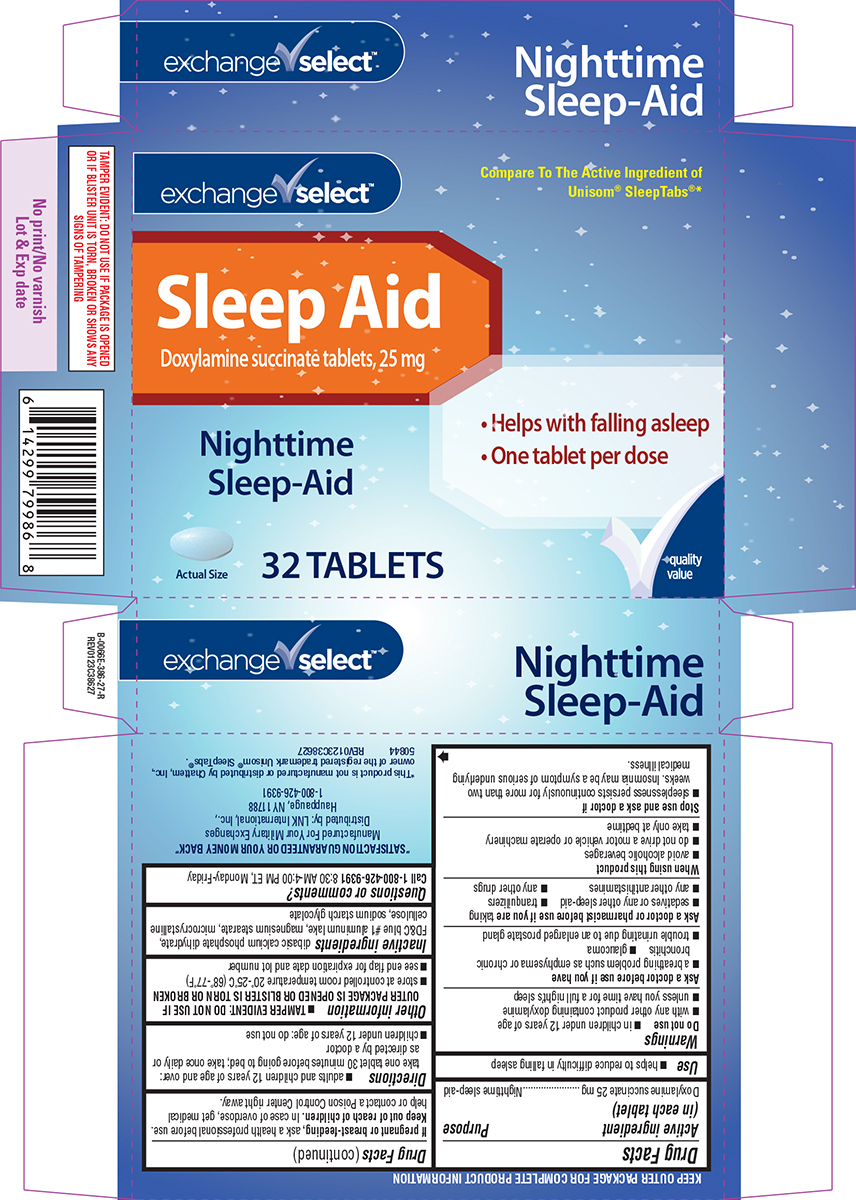 exchange select™
Nighttime
Sleep-Aid
exchange select™
Compare To The Active Ingredient of
Unisom® SleepTabs®*
Sleep Aid
Doxylamine succinate tablets, 25 mg
• Helps with falling asleep
• One tablet per dose
Nighttime
Sleep-Aid
Actual Size
32 TABLETS
quality
value
TAMPER EVIDENT: DO NOT USE IF PACKAGE IS OPENED
OR IF BLISTER UNIT IS TORN, BROKEN OR SHOWS ANY
SIGNS OF TAMPERING
No print/No varnish
Lot & Exp date
6 14299 79986 8
B-0066E-386-27-R
REV0123C38627
exchange select™
Nighttime
Sleep-Aid
KEEP OUTER PACKAGE FOR COMPLETE PRODUCT INFORMATION
Drug Facts
Active ingredient Purpose
(in each tablet)
Doxylamine succinate 25 mg....................Nighttime sleep-aid
Use ■ helps to reduce difficulty in falling asleep
Warnings
Do not use ■ in children under 12 years of age
■ with any other product containing doxylamine
■ unless you have time for a full night's sleep
Ask a doctor before use if you have
■ a breathing problem such as emphysema or chronic
bronchitis ■ glaucoma
■ trouble urinating due to an enlarged prostate gland
Ask a doctor or pharmacist before use if you are taking
■ sedatives or any other sleep-aid ■ tranquilizers
■ any other antihistamines ■ any other drugs
When using this product
■ avoid alcoholic beverages
■ do not drive a motor vehicle or operate machinery
■ take only at bedtime
Stop use and ask a doctor if
■ sleeplessness persists continuously for more than two
weeks. Insomnia may be a symptom of serious underlying
medical illness.
Drug Facts (continued)
If pregnant or breast-feeding, ask a health professional before use.
Keep out of reach of children. In case of overdose, get medical
help or contact a Poison Control Center right away.
Directions ■ adults and children 12 years of age and over:
take one tablet 30 minutes before going to bed; take once daily or
as directed by a doctor
■ children under 12 years of age: do not use
Other information ■ TAMPER EVIDENT: DO NOT USE IF
OUTER PACKAGE IS OPENED OR BLISTER IS TORN OR BROKEN
■ store at controlled room temperature 20°-25°C (68°-77°F)
■ see end flap for expiration date and lot number
Inactive ingredients dibasic calcium phosphate dihydrate,
FD&C blue #1 aluminum lake, magnesium stearate, microcrystalline
cellulose, sodium starch glycolate
Questions or comments?
Call 1-800-426-9391 8:30 AM-4:00 PM ET, Monday-Friday
"SATISFACTION GUARANTEED OR YOUR MONEY BACK"
Manufactured For Your Military Exchanges
Distributed by: LNK International, Inc.,
Hauppauge, NY 11788
1-800-426-9391
*This product is not manufactured or distributed by Chattem, Inc.,
owner of the registered trademark Unisom® SleepTabs®.
50844 REV0123C38627